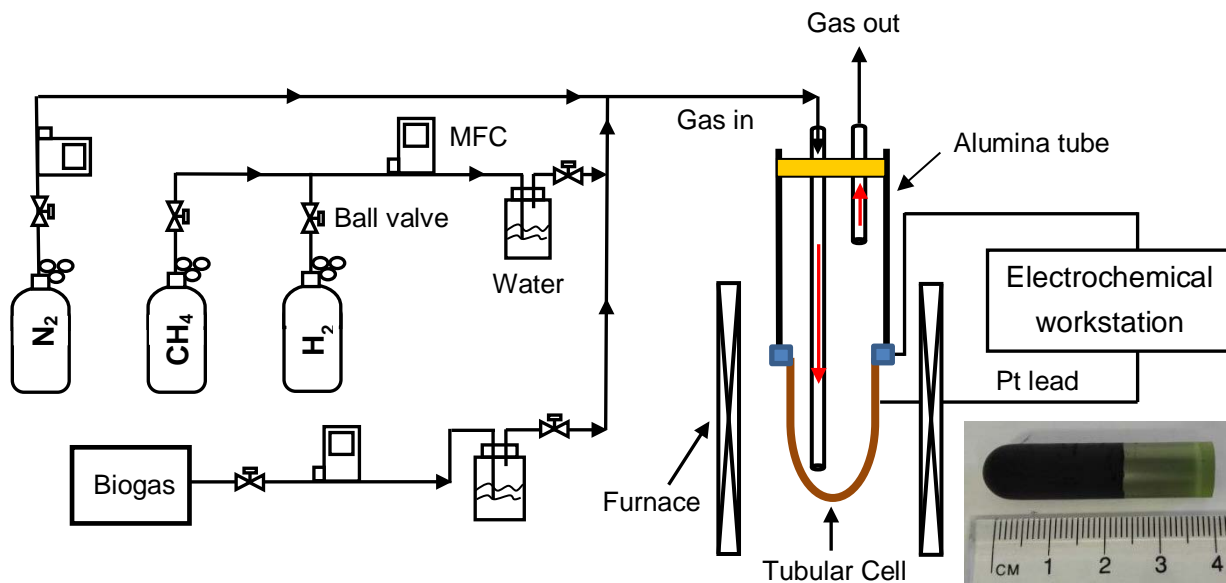 Gas out
Gas in
MFC
Alumina tube
Ball valve
Water
N₂
CH₄
H₂
Electrochemical
workstation
Pt lead
Biogas
Furnace
Tubular Cell
CM 1 2 3 4